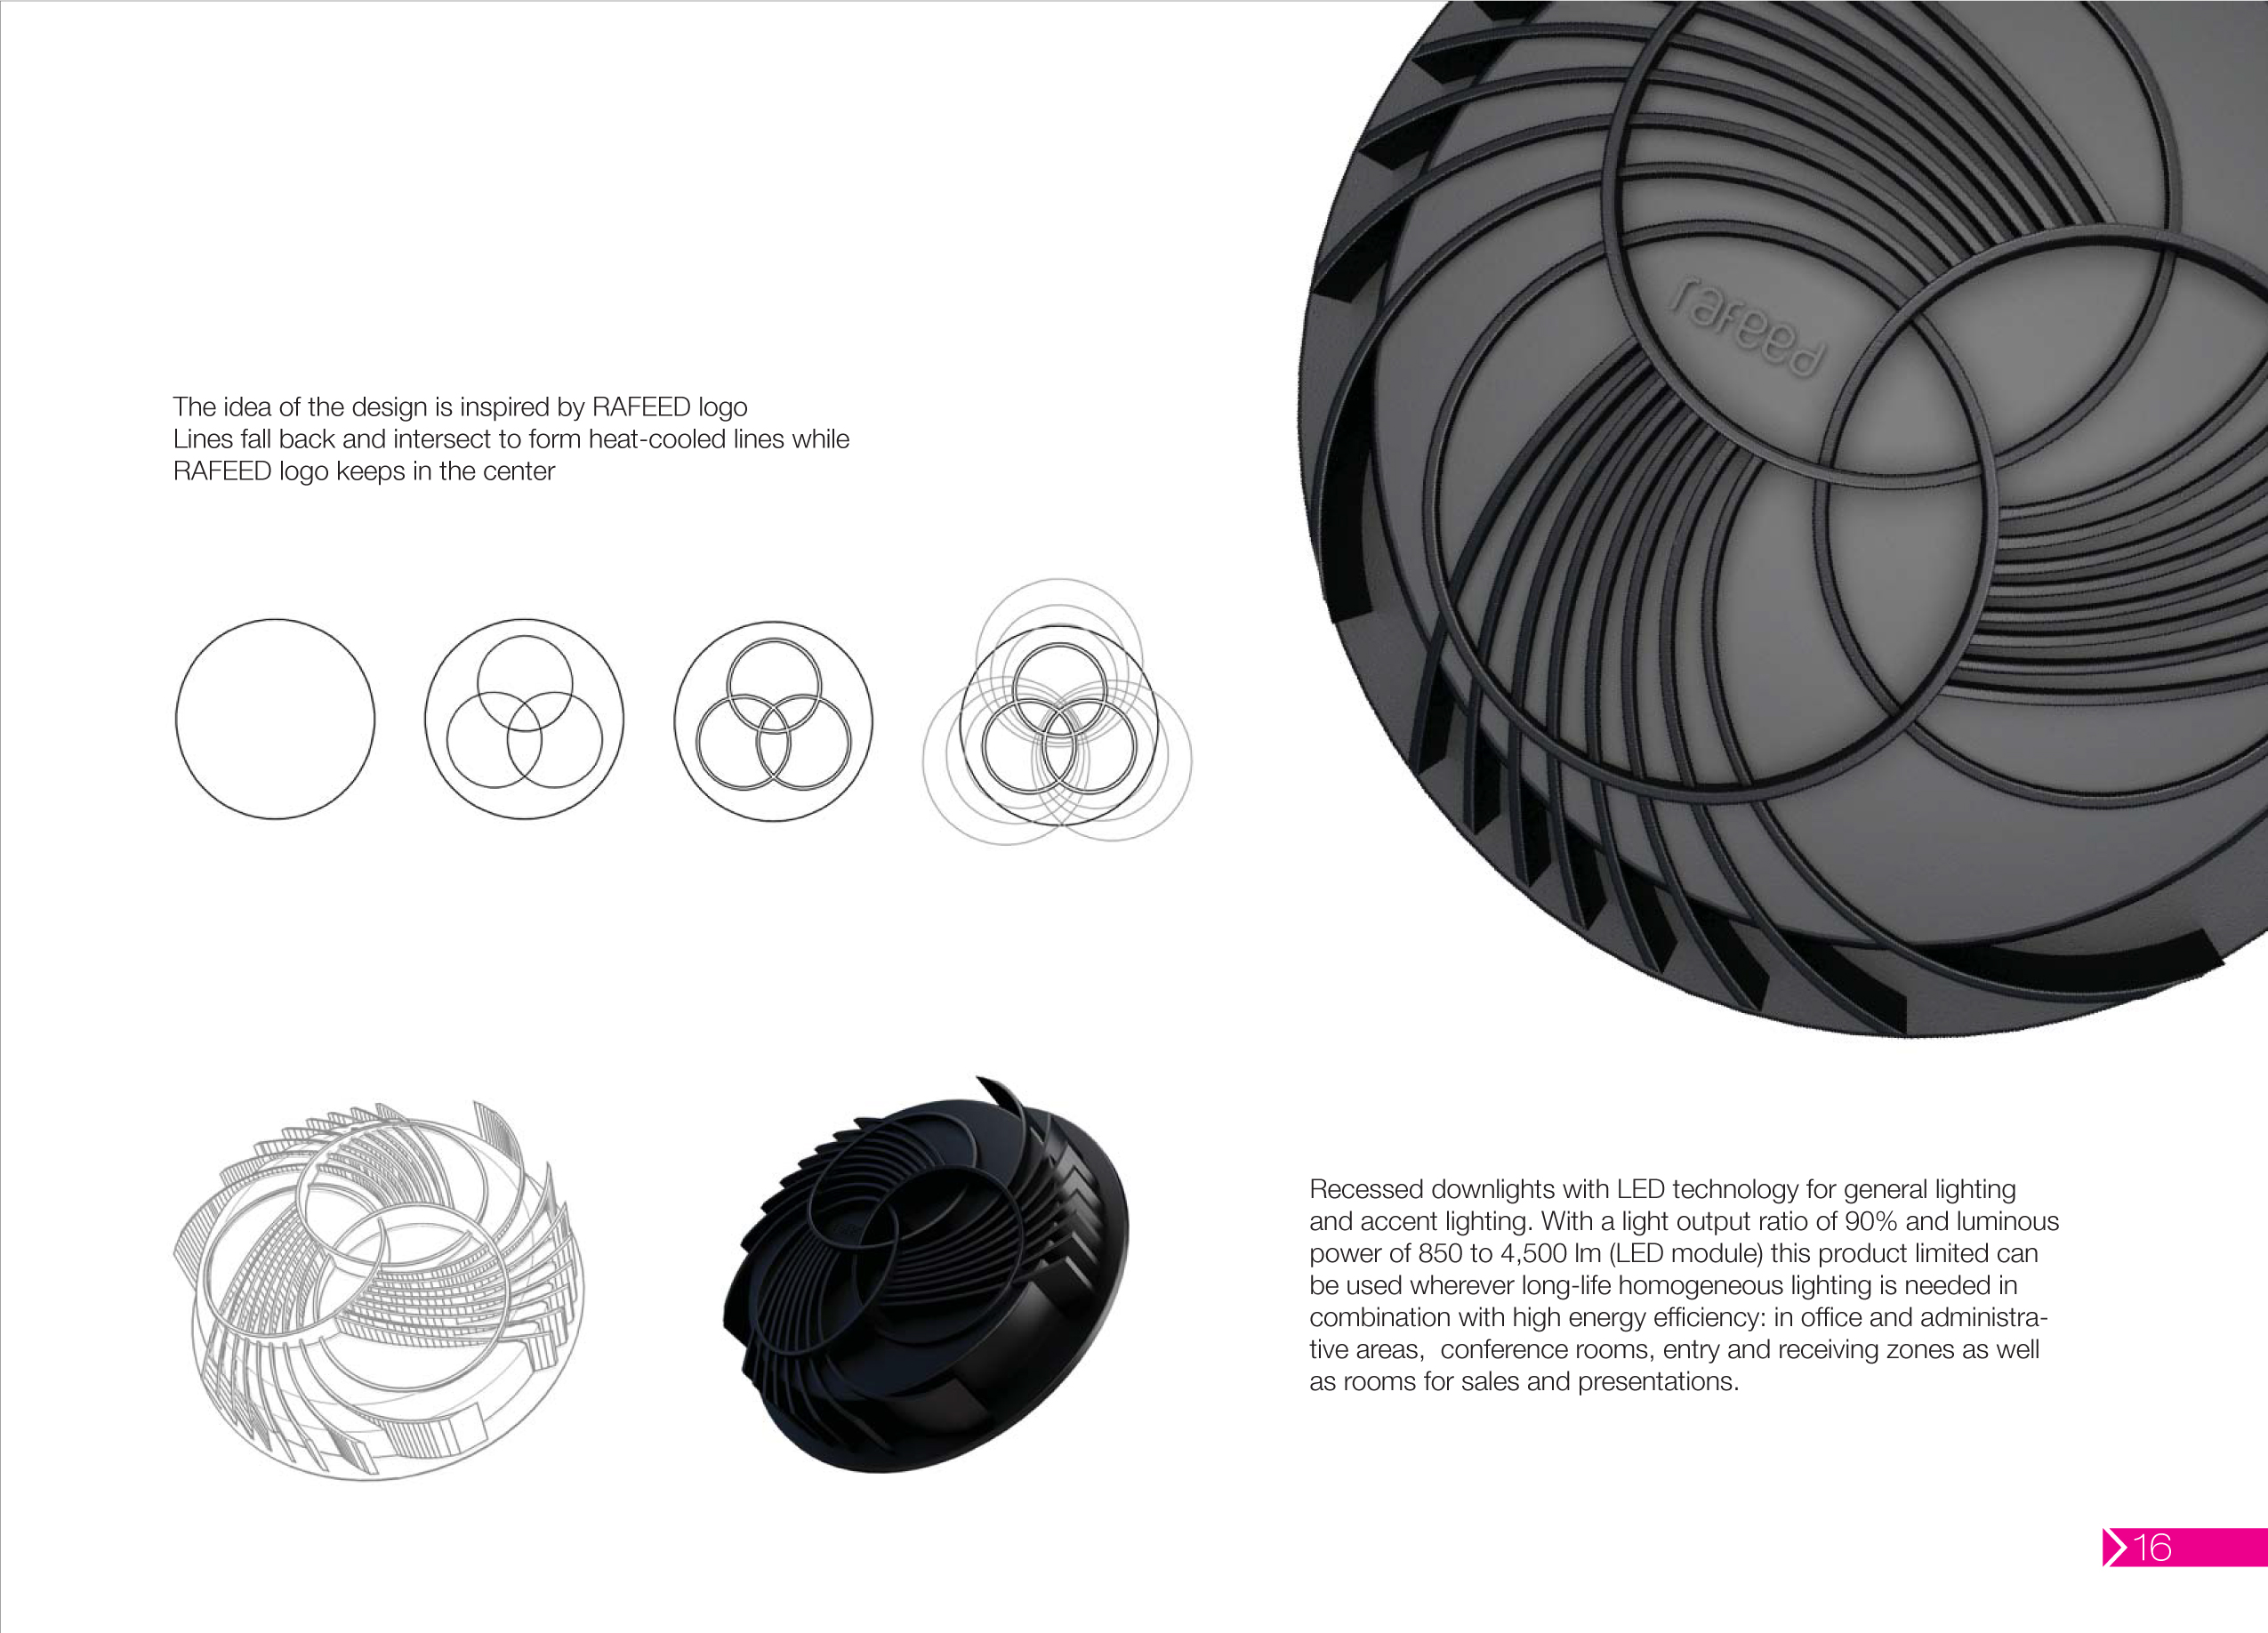 rafeed
The idea of the design is inspired by RAFEED logo
Lines fall back and intersect to form heat-cooled lines while
RAFEED logo keeps in the center
Recessed downlights with LED technology for general lighting
and accent lighting. With a light output ratio of 90% and luminous
power of 850 to 4,500 lm (LED module) this product limited can
be used wherever long-life homogeneous lighting is needed in
combination with high energy efficiency: in office and administra-
tive areas,  conference rooms, entry and receiving zones as well
as rooms for sales and presentations.
16